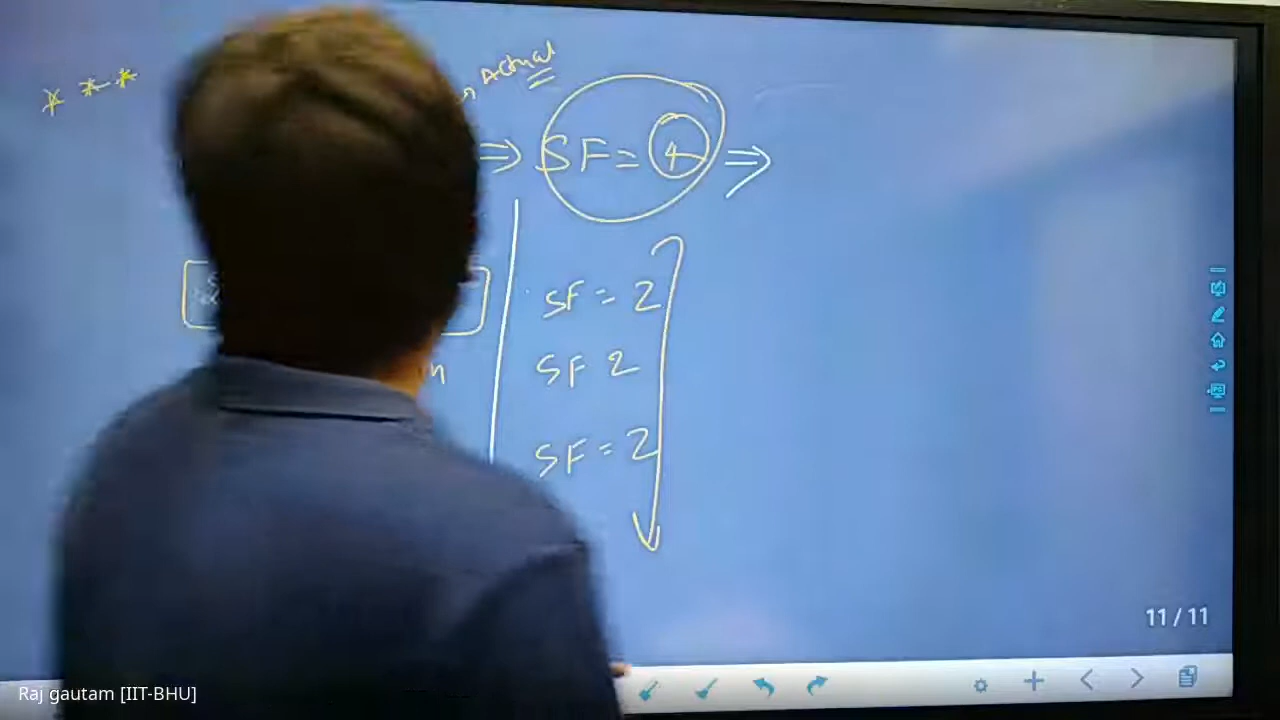 * * *
Actual
⇒ SF = 4 ⇒
SF = 2
SF 2
n
SF = 2
11 / 11
Raj gautam [IIT-BHU]